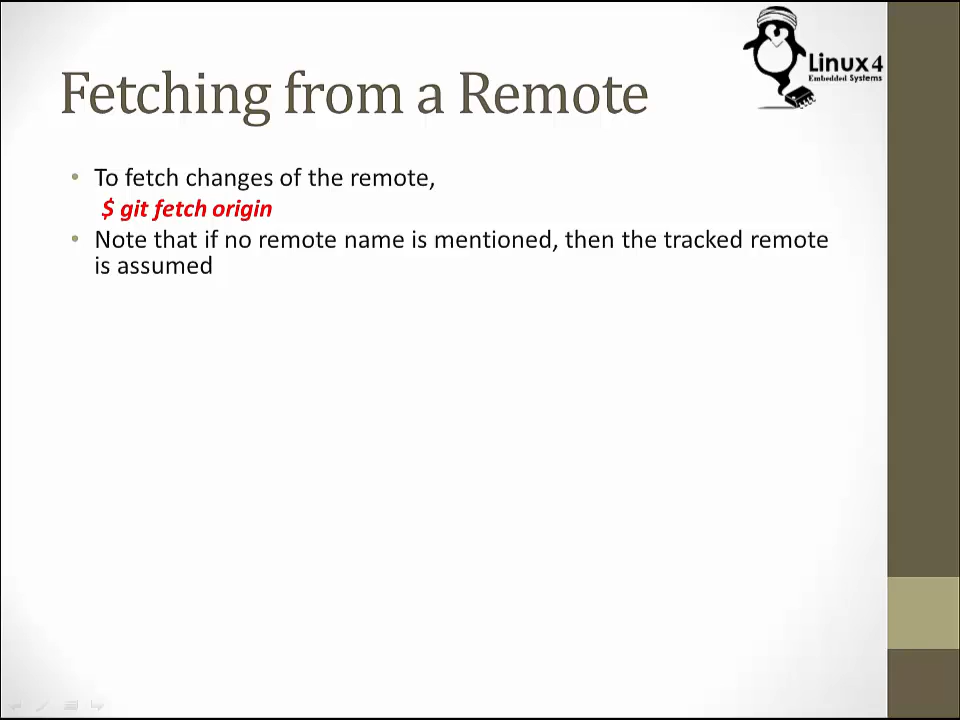 Linux 4
Embedded Systems
Fetching from a Remote
• To fetch changes of the remote,
$ git fetch origin
• Note that if no remote name is mentioned, then the tracked remote
is assumed